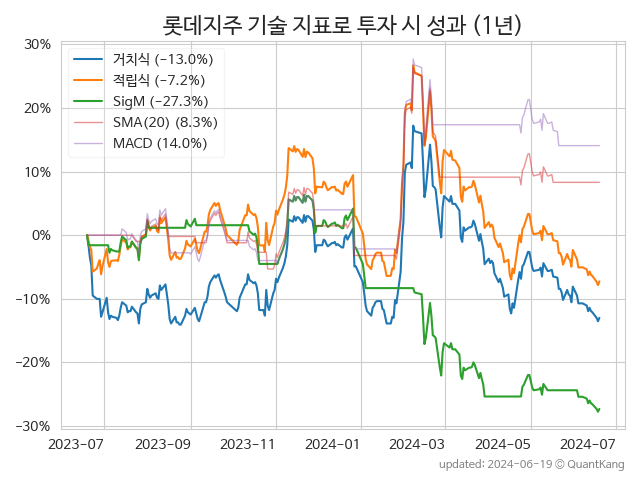 롯데지주 기술 지표로 투자 시 성과 (1년)
30%
20%
10%
0%
−10%
−20%
−30%
거치식 (−13.0%)
적립식 (−7.2%)
SigM (−27.3%)
SMA(20) (8.3%)
MACD (14.0%)
2023-07
2023-09
2023-11
2024-01
2024-03
2024-05
2024-07
updated: 2024-06-19 © QuantKang